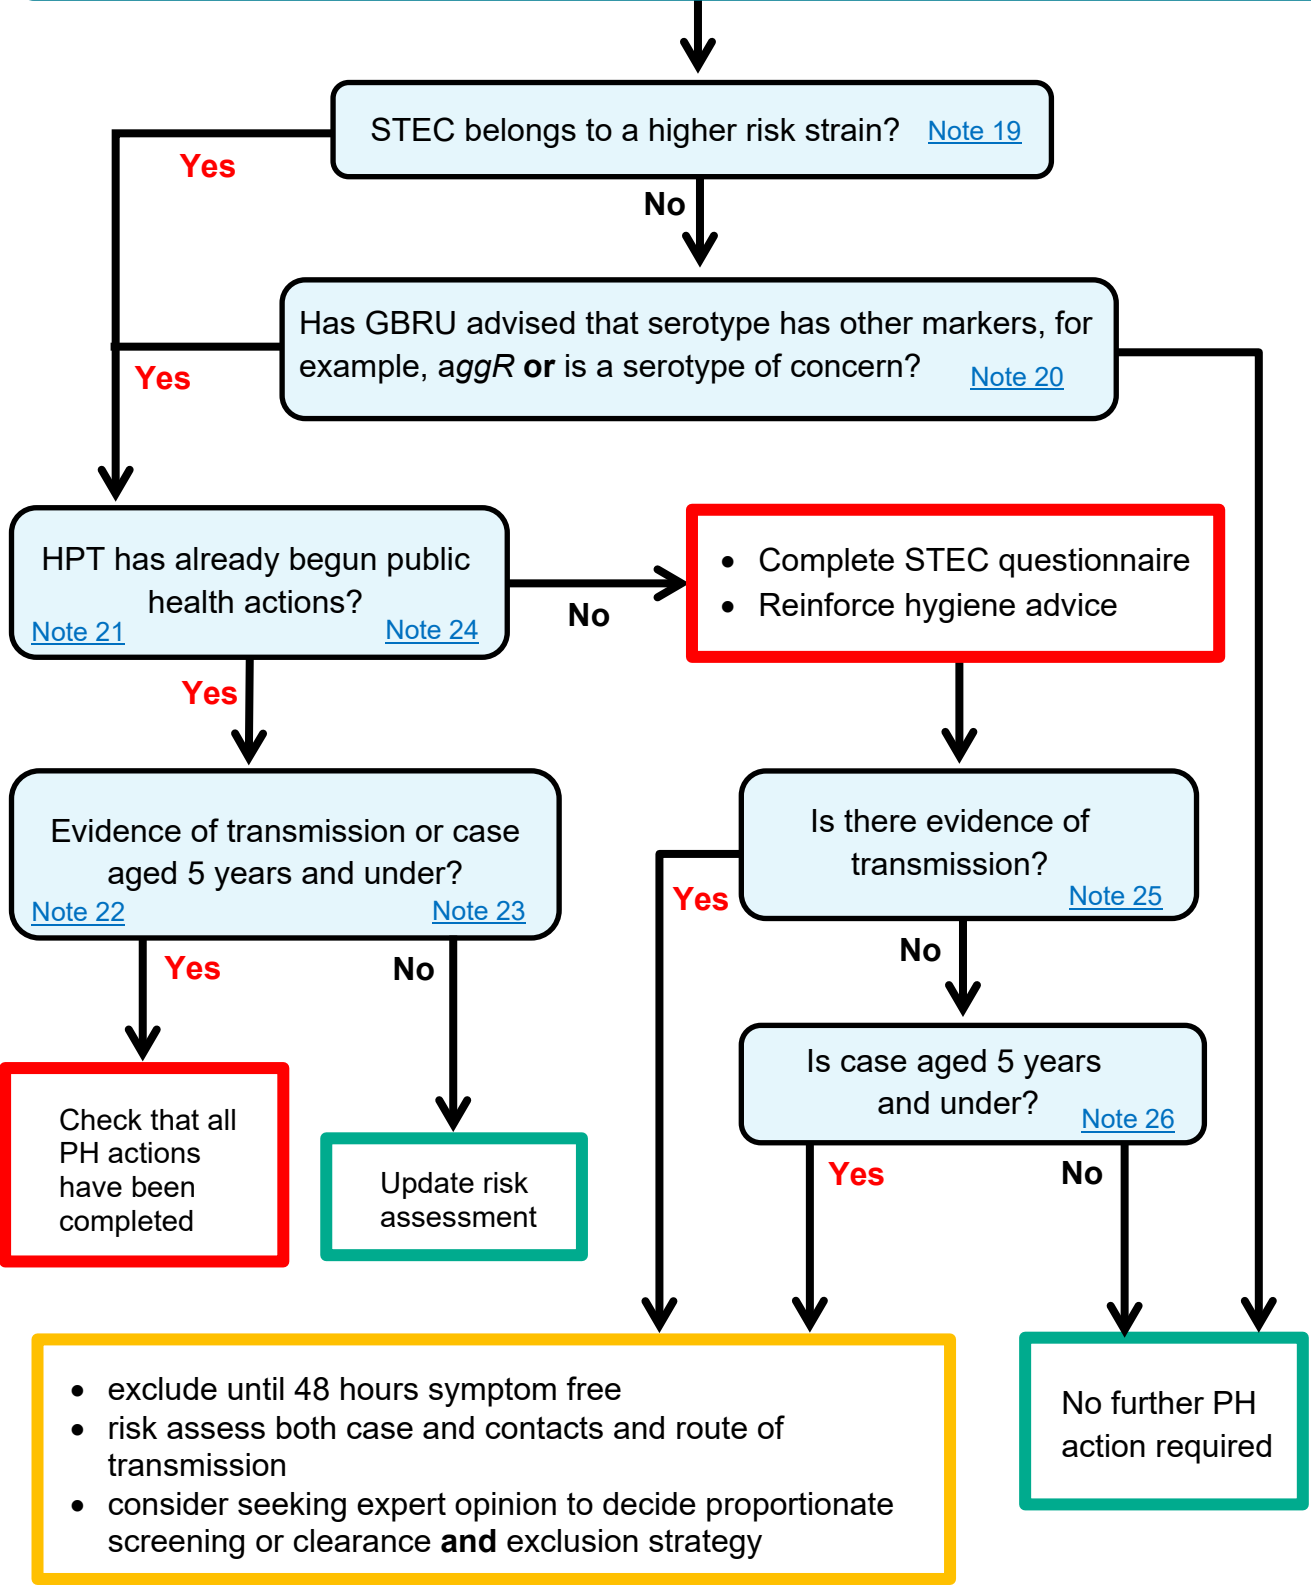 STEC belongs to a higher risk strain? Note 19
Yes
No
Has GBRU advised that serotype has other markers, for
example, aggR or is a serotype of concern? Note 20
Yes
HPT has already begun public
health actions?
Note 21 Note 24
No
• Complete STEC questionnaire
• Reinforce hygiene advice
Yes
Evidence of transmission or case
aged 5 years and under?
Note 22 Note 23
Is there evidence of
transmission?
Note 25
Yes
No
Yes
No
Is case aged 5 years
and under?
Note 26
Check that all
PH actions
have been
completed
Update risk
assessment
Yes
No
• exclude until 48 hours symptom free
• risk assess both case and contacts and route of
transmission
• consider seeking expert opinion to decide proportionate
screening or clearance and exclusion strategy
No further PH
action required